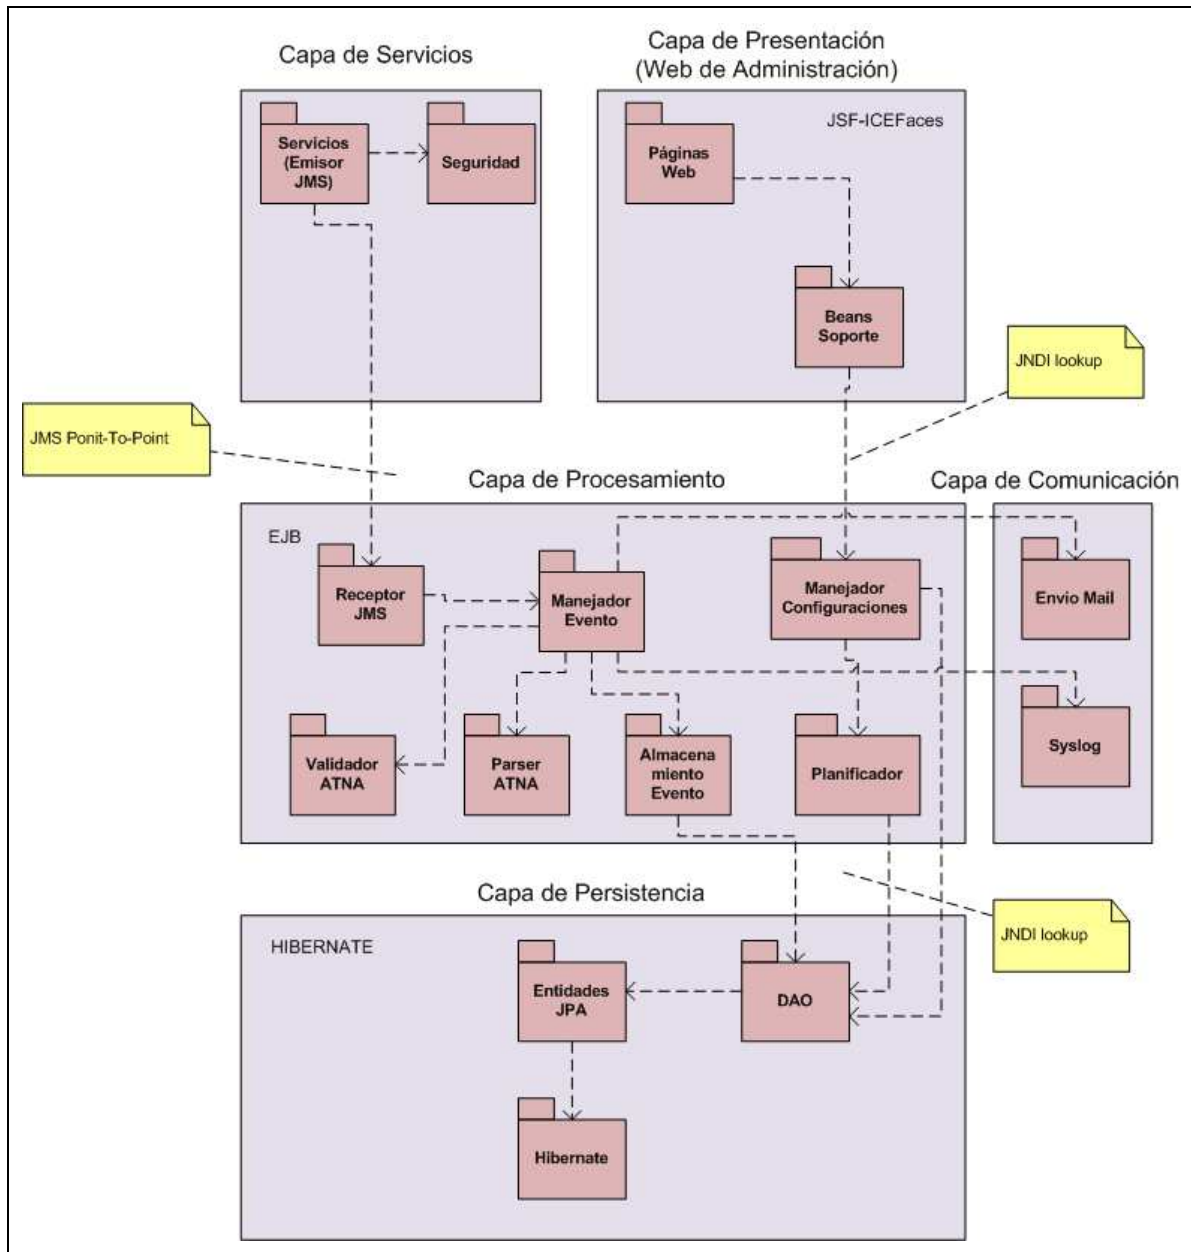 Capa de Servicios
Capa de Presentación
(Web de Administración)
JSF-ICEFaces
Servicios
(Emisor
JMS)
Seguridad
Páginas
Web
Beans
Soporte
JNDI lookup
JMS Ponit-To-Point
Capa de Procesamiento
Capa de Comunicación
EJB
Receptor
JMS
Manejador
Evento
Manejador
Configuraciones
Envio Mail
Validador
ATNA
Parser
ATNA
Almacena
miento
Evento
Planificador
Syslog
Capa de Persistencia
HIBERNATE
JNDI lookup
Entidades
JPA
DAO
Hibernate